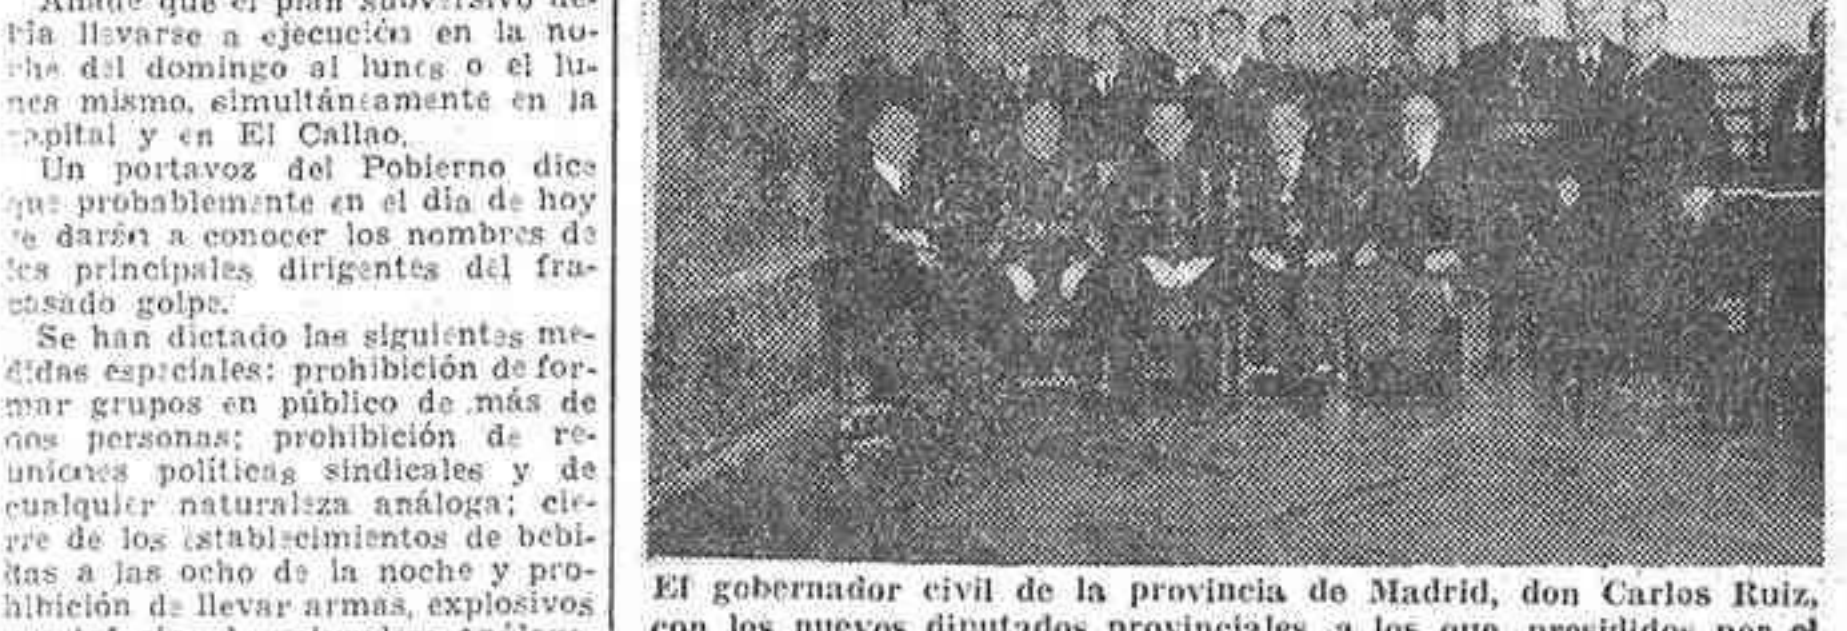 Añade que el plan subversivo de-
bía llevarse a ejecución en la no-
che del domingo al lunes o el lu-
nes mismo, simultáneamente en la
capital y en El Callao.
Un portavoz del Pobierno dice
que probablemente en el día de hoy
se darán a conocer los nombres de
les principales dirigentes del fra-
casado golpe.
Se han dictado las siguientes me-
didas especiales: prohibición de for-
mar grupos en público de más de
dos personas; prohibición de re-
uniones políticas sindicales y de
cualquier naturaleza análoga; cie-
rre de los establecimientos de bebi-
das a las ocho de la noche y pro-
hibición de llevar armas, explosivos
El gobernador civil de la provincia de Madrid, don Carlos Ruiz,
con los nuevos diputados provinciales, a los que, presididos por el